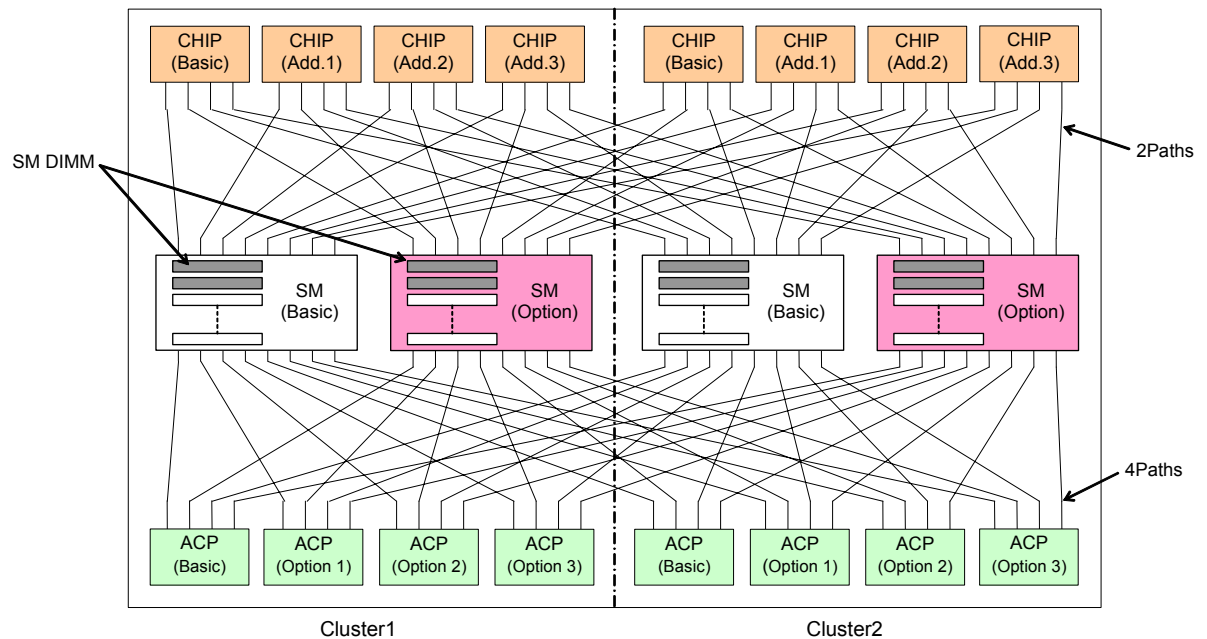 CHIP
(Basic)
CHIP
(Add.1)
CHIP
(Add.2)
CHIP
(Add.3)
CHIP
(Basic)
CHIP
(Add.1)
CHIP
(Add.2)
CHIP
(Add.3)
SM DIMM
2Paths
SM
(Basic)
SM
(Option)
SM
(Basic)
SM
(Option)
4Paths
ACP
(Basic)
ACP
(Option 1)
ACP
(Option 2)
ACP
(Option 3)
ACP
(Basic)
ACP
(Option 1)
ACP
(Option 2)
ACP
(Option 3)
Cluster1
Cluster2